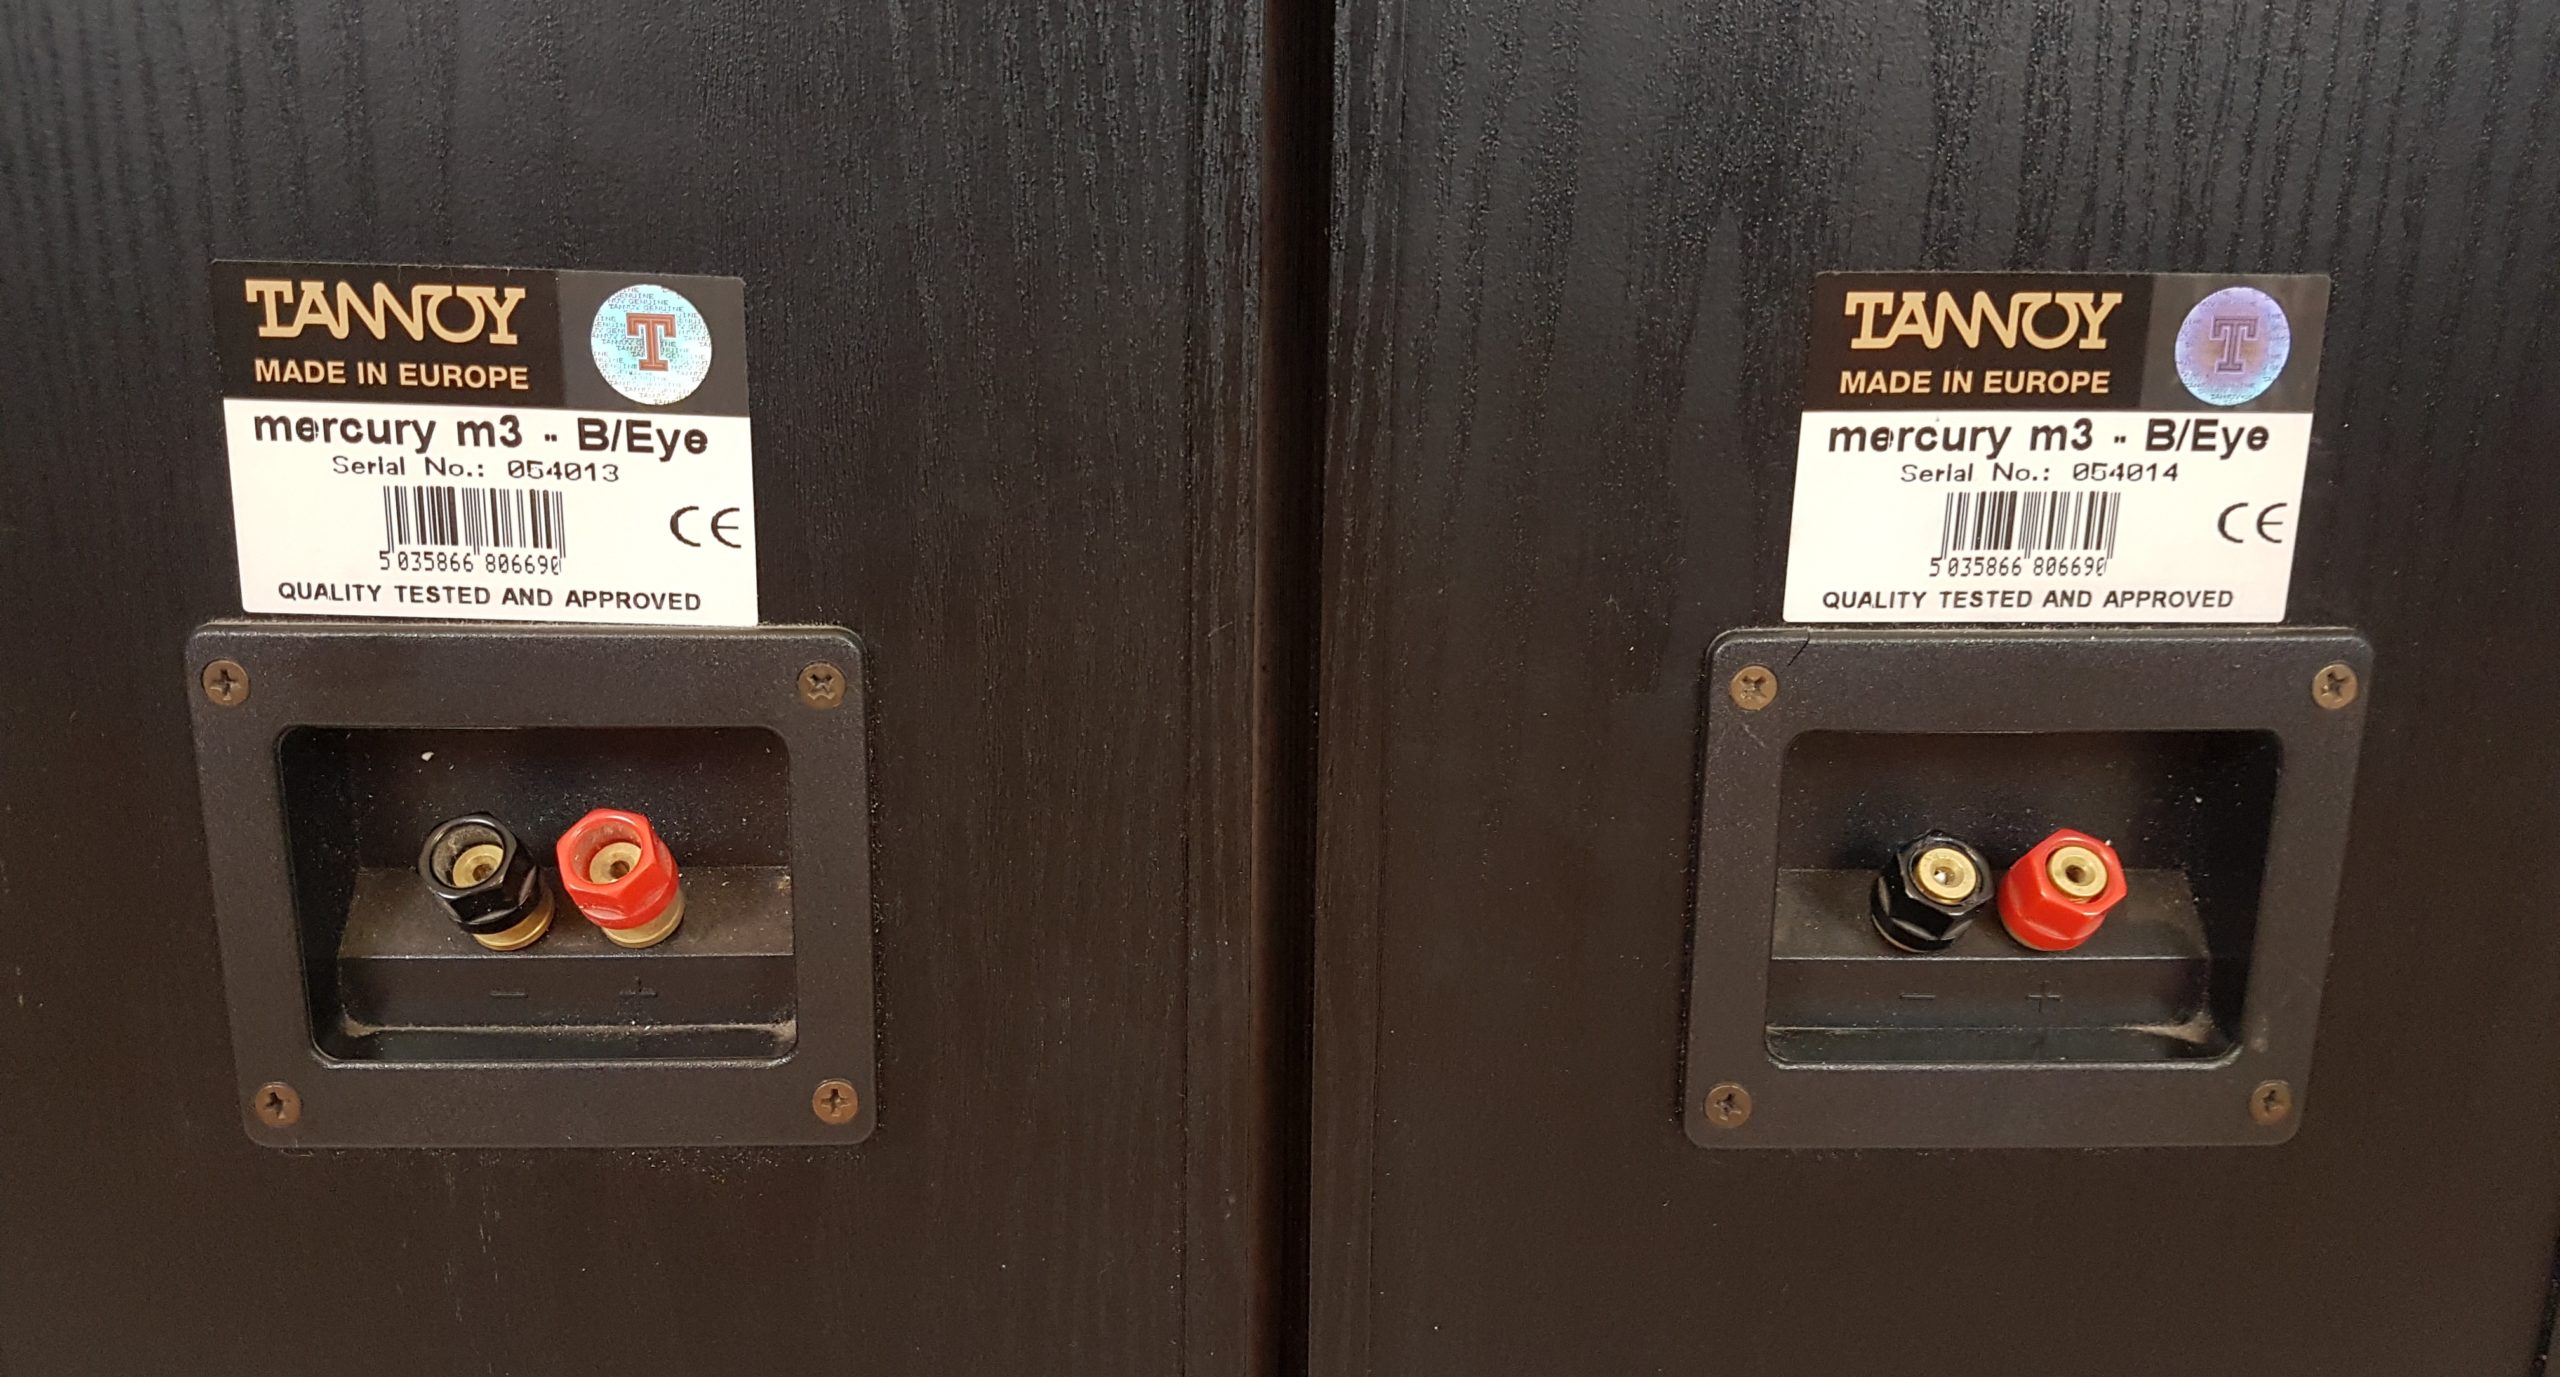 TANNOY
MADE IN EUROPE
T
mercury m3 - B/Eye
Serial No.: 054013
5 035866 806690
CE
QUALITY TESTED AND APPROVED
- +
TANNOY
MADE IN EUROPE
T
mercury m3 - B/Eye
Serial No.: 054014
5 035866 806690
CE
QUALITY TESTED AND APPROVED
- +